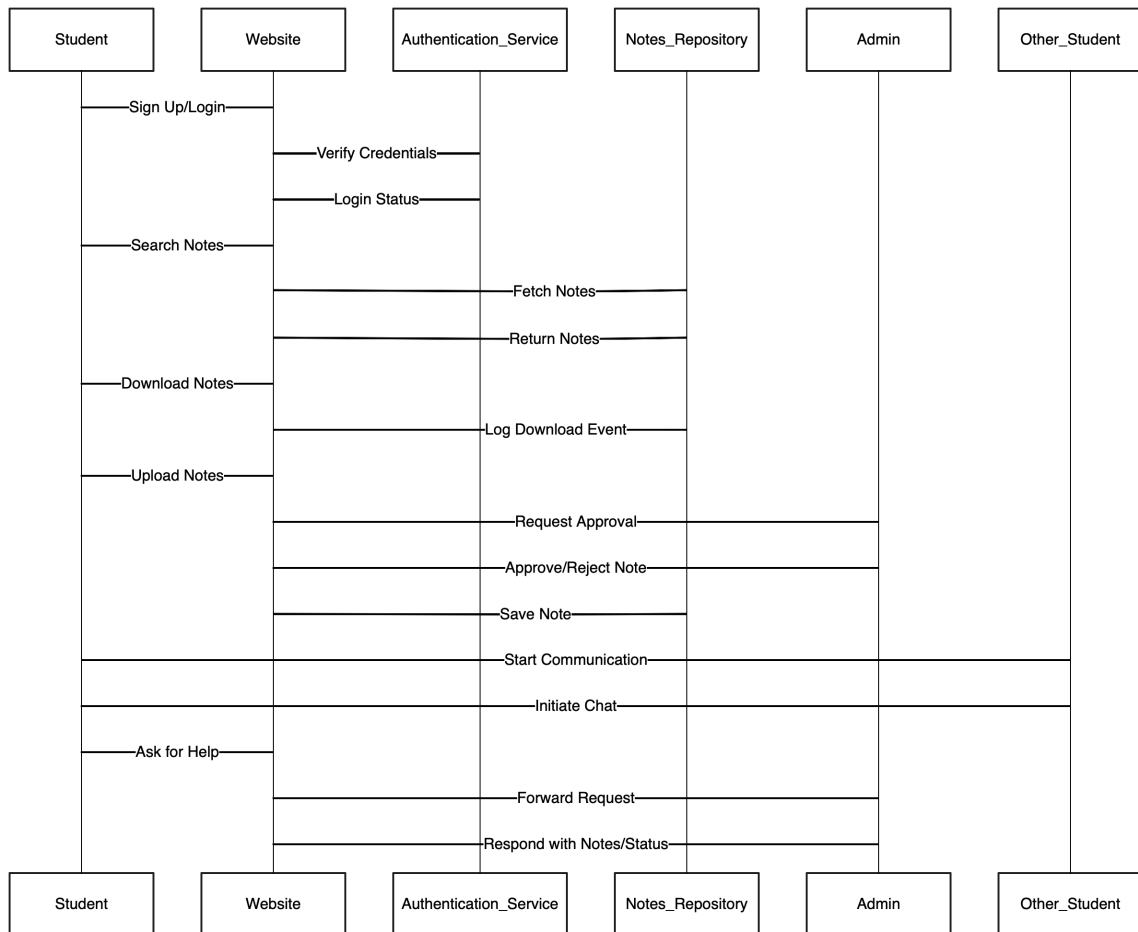 Student
Website
Authentication_Service
Notes_Repository
Admin
Other_Student
Sign Up/Login
Verify Credentials
Login Status
Search Notes
Fetch Notes
Return Notes
Download Notes
Log Download Event
Upload Notes
Request Approval
Approve/Reject Note
Save Note
Start Communication
Initiate Chat
Ask for Help
Forward Request
Respond with Notes/Status
Student
Website
Authentication_Service
Notes_Repository
Admin
Other_Student